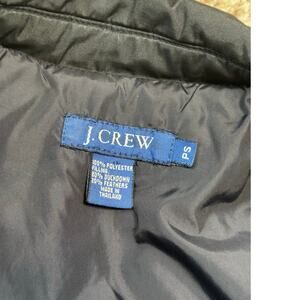 J.CREW
PS
100% POLYESTER
FILLING:
80% DUCKDOWN
20% FEATHERS
MADE IN
THAILAND